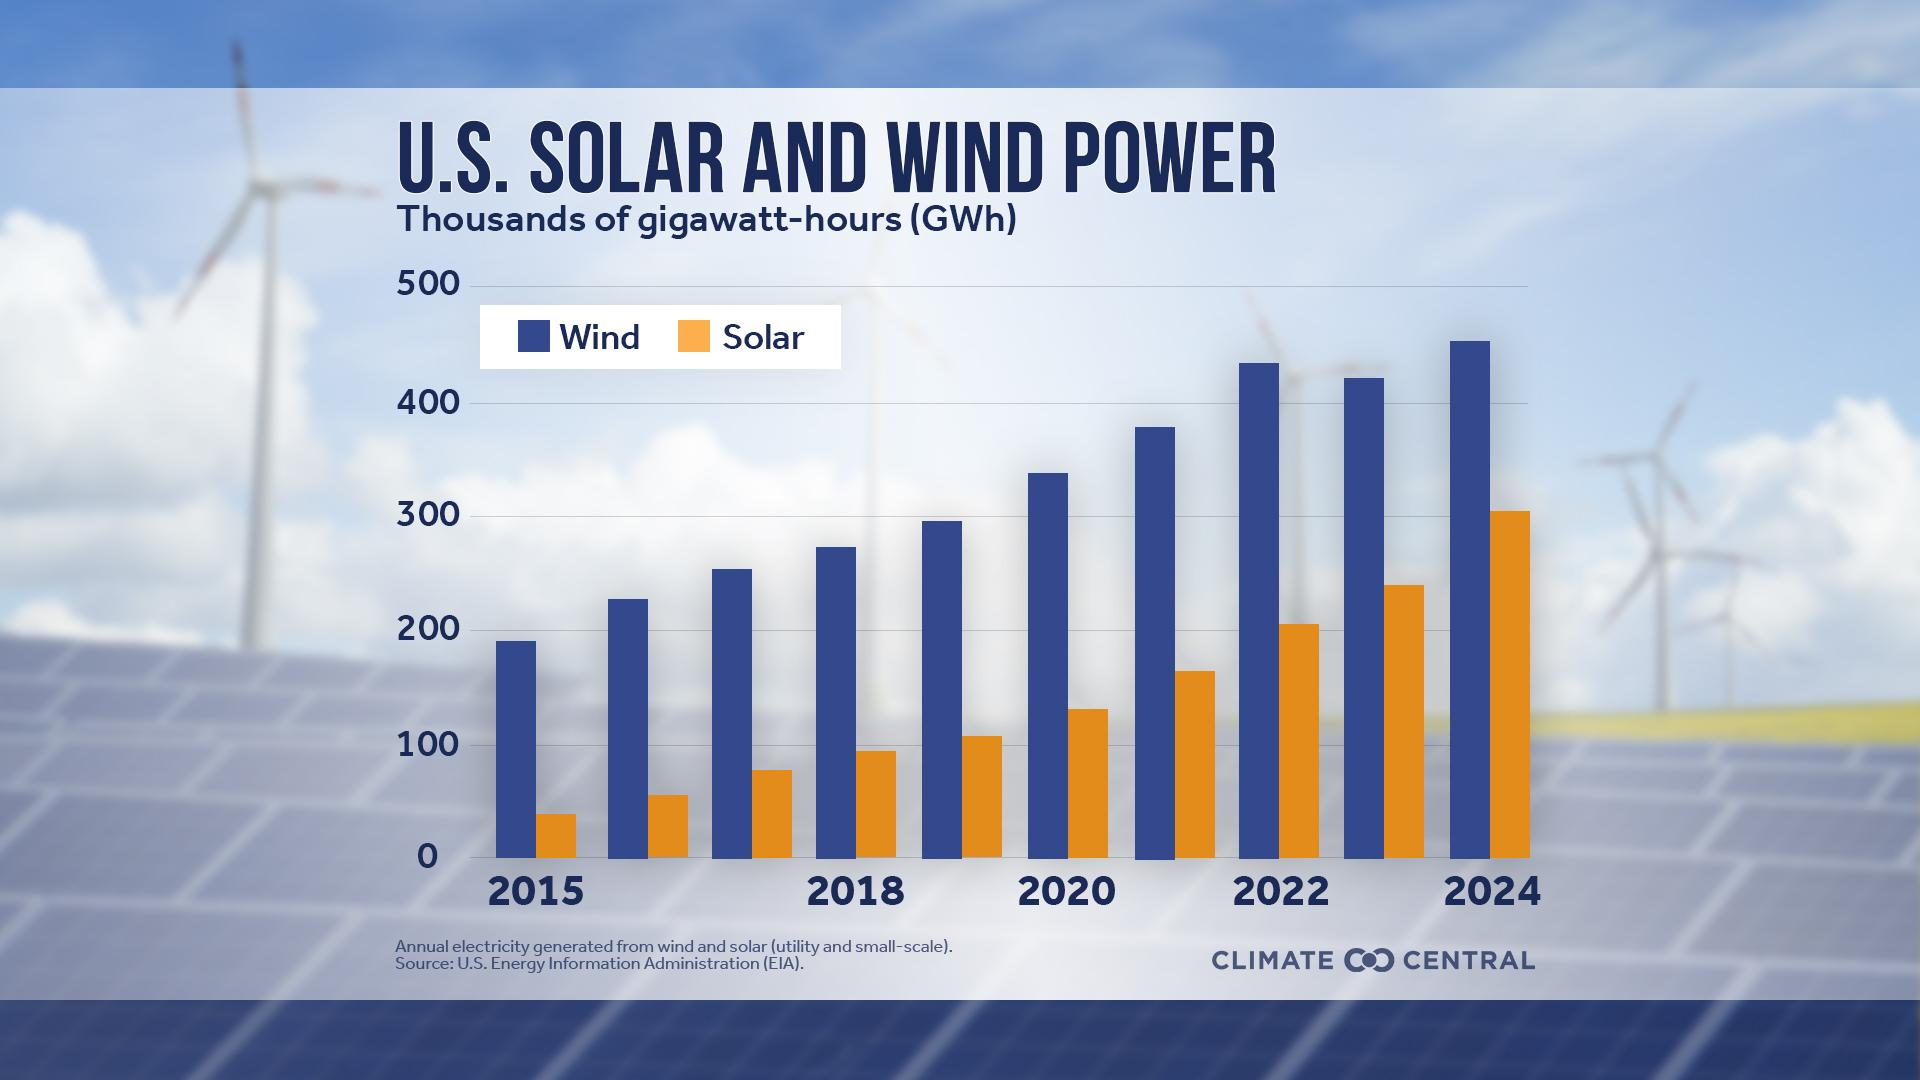 U.S. SOLAR AND WIND POWER
Thousands of gigawatt-hours (GWh)
500
Wind Solar
400
300
200
100
0
2015 2018 2020 2022 2024
Annual electricity generated from wind and solar (utility and small-scale).
Source: U.S. Energy Information Administration (EIA).
CLIMATE CENTRAL